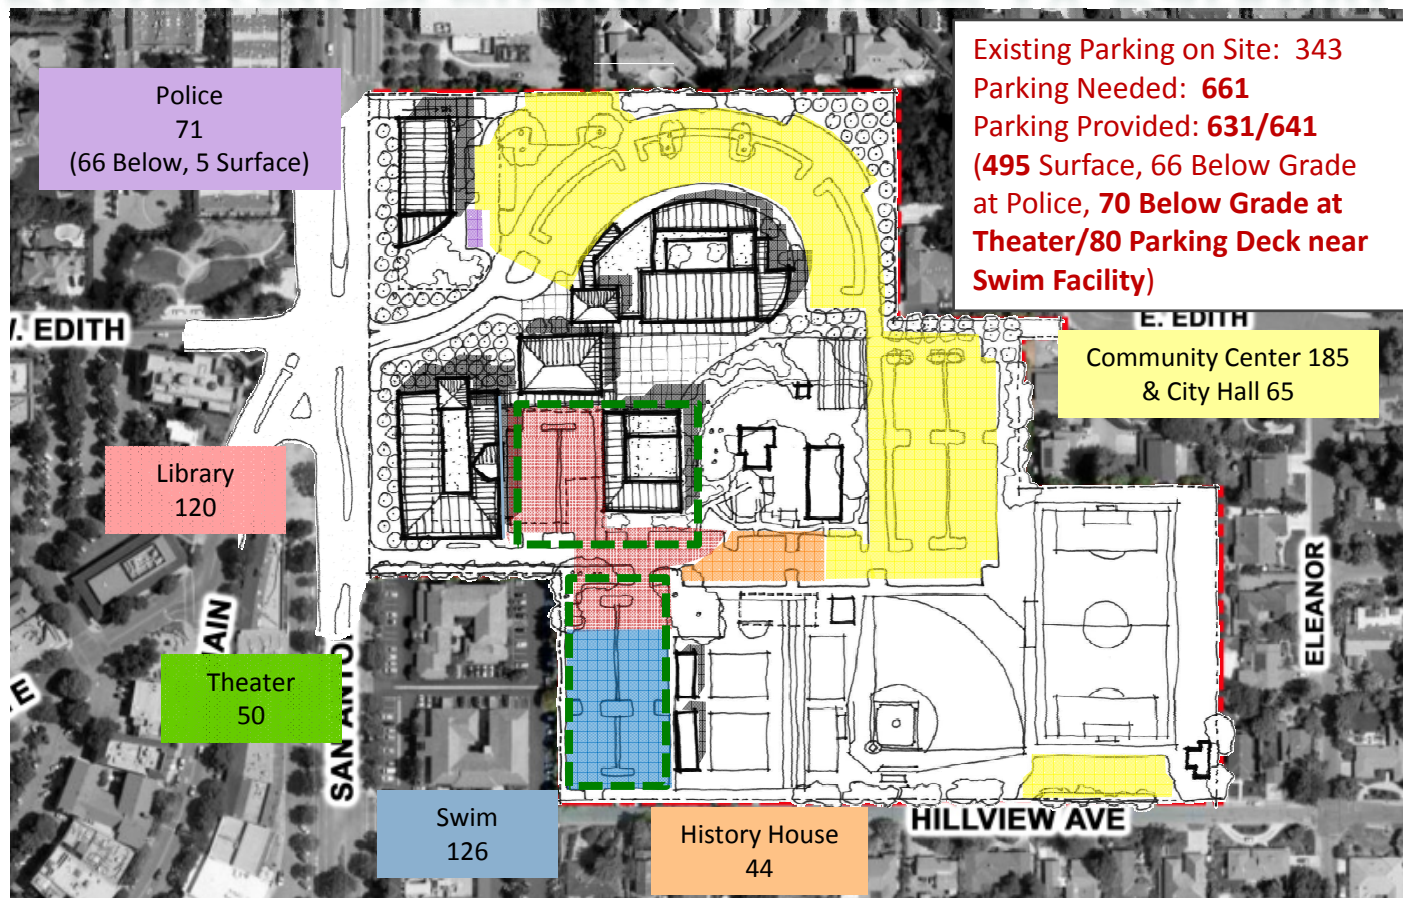 Existing Parking on Site: 343
Parking Needed: 661
Parking Provided: 631/641
(495 Surface, 66 Below Grade
at Police, 70 Below Grade at
Theater/80 Parking Deck near
Swim Facility)
Police
71
(66 Below, 5 Surface)
. EDITH
E. EDITH
Community Center 185
& City Hall 65
Library
120
AIN
ELEANOR
Theater
50
SAN ANTO
E
Swim
126
History House
44
HILLVIEW AVE